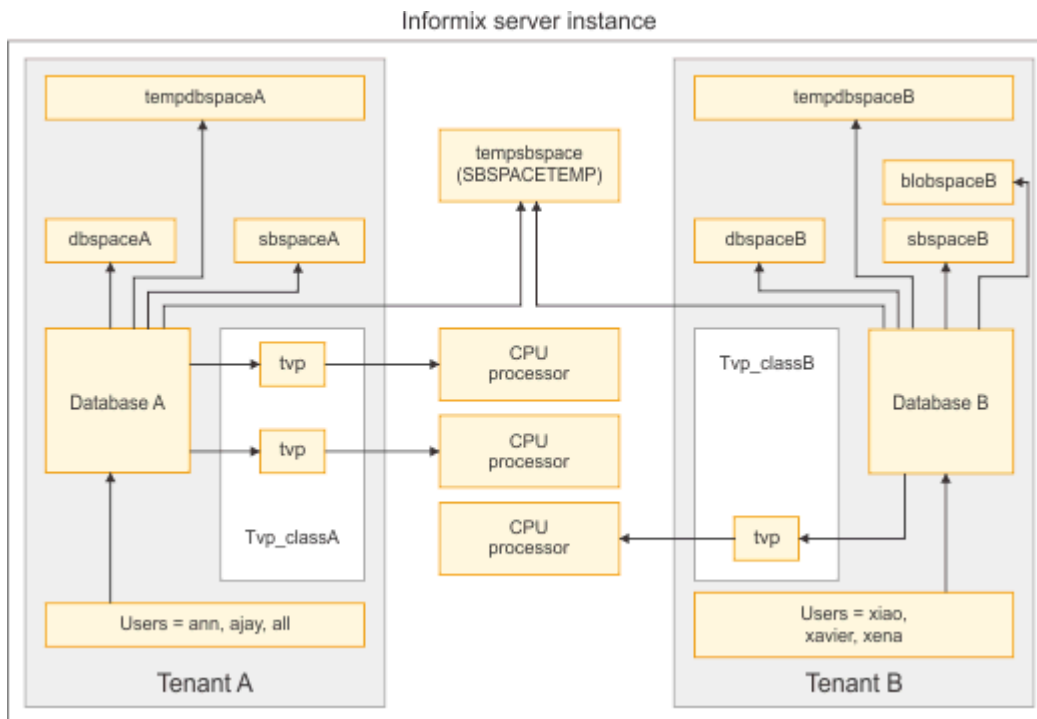 Informix server instance
tempdbspaceA
tempdbspaceB
tempsbspace
(SBSPACETEMP)
blobspaceB
dbspaceA
sbspaceA
dbspaceB
sbspaceB
Database A
tvp
tvp
Tvp_classA
CPU
processor
CPU
processor
CPU
processor
Tvp_classB
tvp
Database B
Users = ann, ajay, all
Users = xiao,
xavier, xena
Tenant A
Tenant B